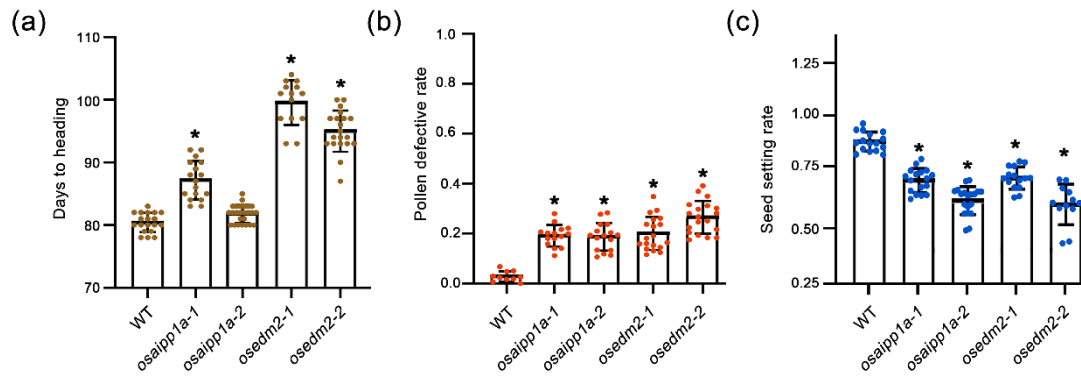 (a)
Days to heading
110
100
90
80
70
*
*
*
WT
osaipp1a-1
osaipp1a-2
osedm2-1
osedm2-2
(b)
Pollen defective rate
1.0
0.8
0.6
0.4
0.2
0.0
*
*
*
*
WT
osaipp1a-1
osaipp1a-2
osedm2-1
osedm2-2
(c)
Seed setting rate
1.25
1.00
0.75
0.50
0.25
*
*
*
*
WT
osaipp1a-1
osaipp1a-2
osedm2-1
osedm2-2